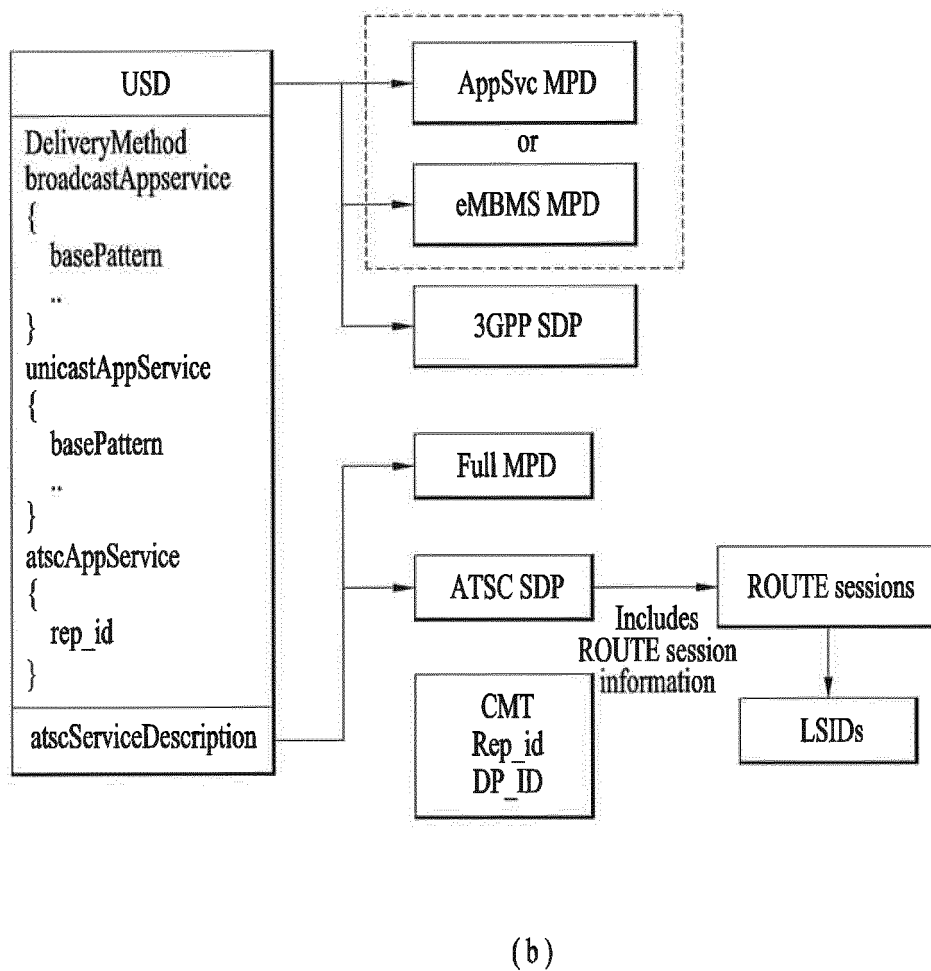 USD
DeliveryMethod
broadcastAppservice
{
basePattern
..
}
unicastAppService
{
basePattern
..
}
atscAppService
{
rep_id
}
atscServiceDescription
AppSvc MPD
or
eMBMS MPD
3GPP SDP
Full MPD
ATSC SDP
Includes
ROUTE session
information
ROUTE sessions
LSIDs
CMT
Rep_id
DP_ID
(b)